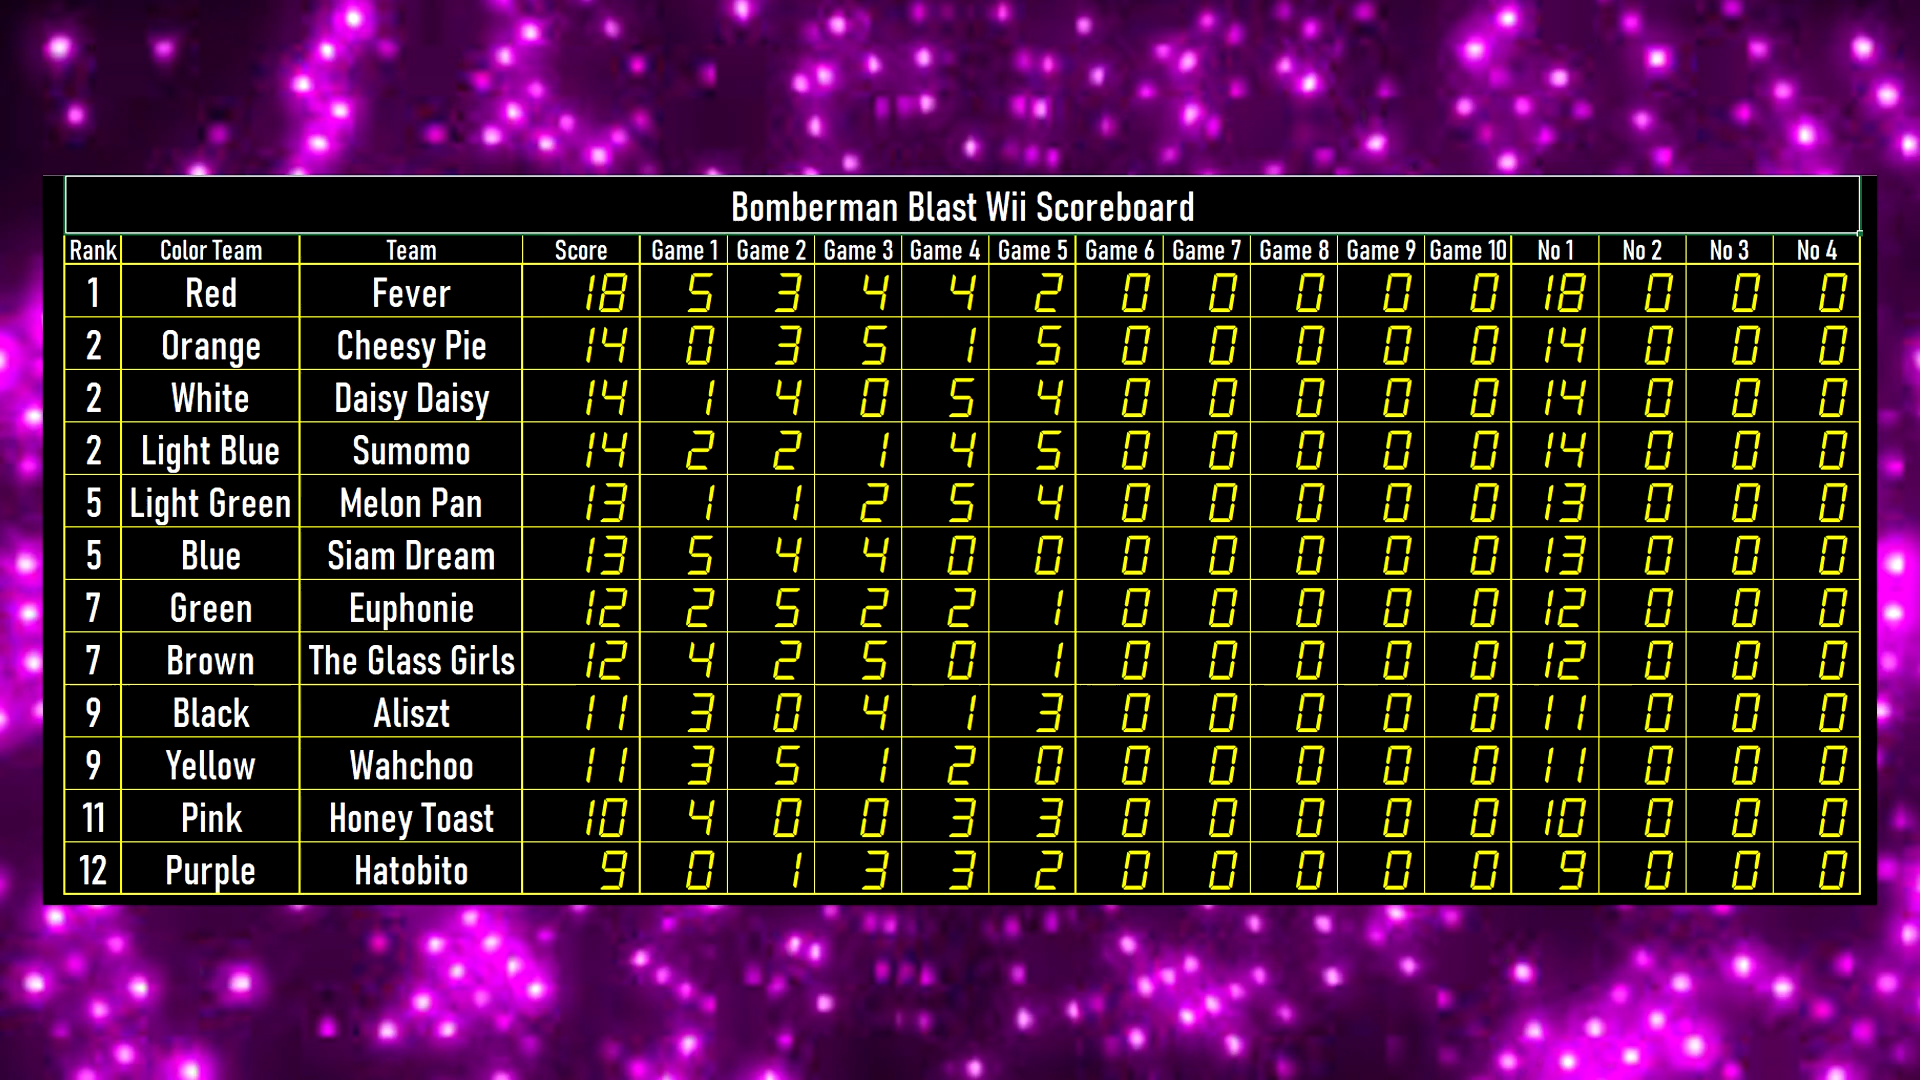 Bomberman Blast Wii Scoreboard
Rank Color Team Team Score Game 1 Game 2 Game 3 Game 4 Game 5 Game 6 Game 7 Game 8 Game 9 Game 10 No 1 No 2 No 3 No 4
1 Red Fever 18 5 3 4 4 2 0 0 0 0 0 18 0 0 0
2 Orange Cheesy Pie 14 0 3 5 1 5 0 0 0 0 0 14 0 0 0
2 White Daisy Daisy 14 1 4 0 5 4 0 0 0 0 0 14 0 0 0
2 Light Blue Sumomo 14 2 2 1 4 5 0 0 0 0 0 14 0 0 0
5 Light Green Melon Pan 13 1 1 2 5 4 0 0 0 0 0 13 0 0 0
5 Blue Siam Dream 13 5 4 4 0 0 0 0 0 0 0 13 0 0 0
7 Green Euphonie 12 2 5 2 2 1 0 0 0 0 0 12 0 0 0
7 Brown The Glass Girls 12 4 2 5 0 1 0 0 0 0 0 12 0 0 0
9 Black Aliszt 11 3 0 4 1 3 0 0 0 0 0 11 0 0 0
9 Yellow Wahchoo 11 3 5 1 2 0 0 0 0 0 0 11 0 0 0
11 Pink Honey Toast 10 4 0 0 3 3 0 0 0 0 0 10 0 0 0
12 Purple Hatobito 9 0 1 3 3 2 0 0 0 0 0 9 0 0 0